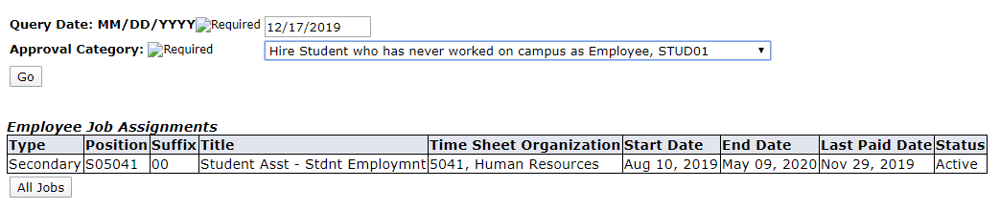 Query Date: MM/DD/YYYY Required 12/17/2019
Approval Category: Required Hire Student who has never worked on campus as Employee, STUD01
Go
Employee Job Assignments
Type Position Suffix Title Time Sheet Organization Start Date End Date Last Paid Date Status
Secondary S05041 00 Student Asst - Stdnt Employmnt 5041, Human Resources Aug 10, 2019 May 09, 2020 Nov 29, 2019 Active
All Jobs